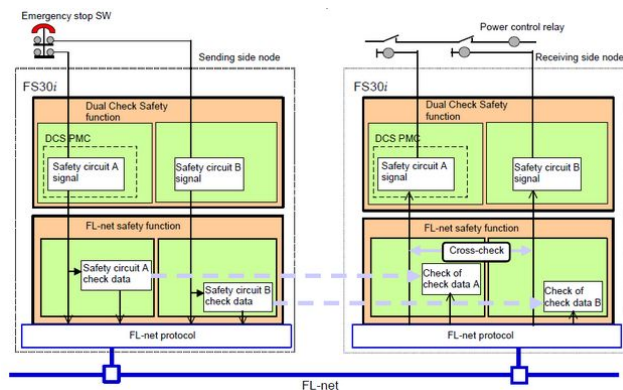 Emergency stop SW
Sending side node
FS30i
Dual Check Safety
function
DCS PMC
Safety circuit A
signal
Safety circuit B
signal
FL-net safety function
Safety circuit A
check data
Safety circuit B
check data
FL-net protocol
Power control relay
Receiving side node
FS30i
Dual Check Safety
function
DCS PMC
Safety circuit A
signal
Safety circuit B
signal
FL-net safety function
Cross-check
Check of
check data A
Check of
check data B
FL-net protocol
FL-net